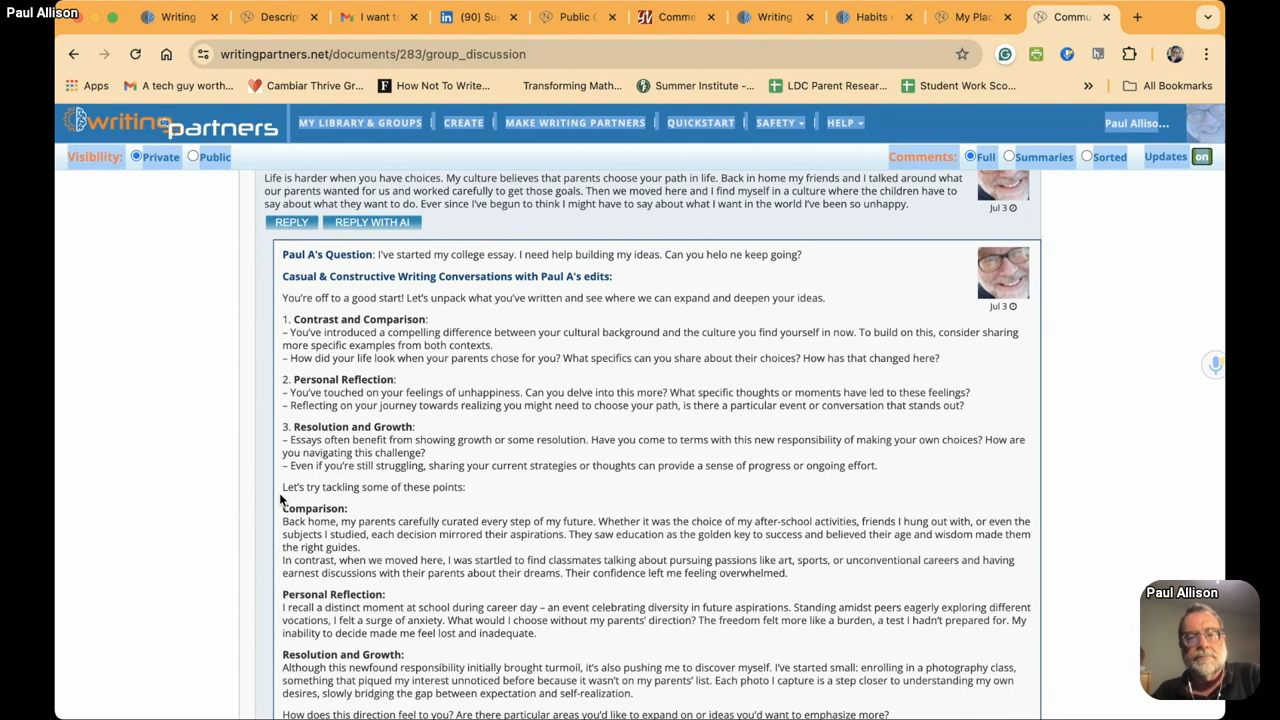 Paul Allison
Writing
Descrip
I want t
(93) Su
Public C
Comme
Writing
Habits o
My Plac
Commu
writingpartners.net/documents/283/group_discussion
Apps
A tech guy worth...
Cambiar Thrive Gr...
How Not To Write...
Transforming Math...
Summer Institute -...
LDC Parent Resear...
Student Work Sco...
All Bookmarks
writingpartners
MY LIBRARY & GROUPS
CREATE
MAKE WRITING PARTNERS
QUICKSTART
SAFETY
HELP
Paul Alliso...
Visibility: Private Public
Comments: Full Summaries Sorted Updates on
Life is harder when you have choices. My culture believes that parents choose your path in life. Back in home my friends and I talked around what
our parents wanted for us and worked carefully to get those goals. Then we moved here and I find myself in a culture where the children have to
say about what they want to do. Ever since I've begun to think I might have to say about what I want in the world I've been so unhappy.
Jul 3
REPLY
REPLY WITH AI
Paul A's Question: I've started my college essay. I need help building my ideas. Can you helo ne keep going?
Casual & Constructive Writing Conversations with Paul A's edits:
You're off to a good start! Let's unpack what you've written and see where we can expand and deepen your ideas.
Jul 3
1. Contrast and Comparison:
– You've introduced a compelling difference between your cultural background and the culture you find yourself in now. To build on this, consider sharing
more specific examples from both contexts.
– How did your life look when your parents chose for you? What specifics can you share about their choices? How has that changed here?
2. Personal Reflection:
– You've touched on your feelings of unhappiness. Can you delve into this more? What specific thoughts or moments have led to these feelings?
– Reflecting on your journey towards realizing you might need to choose your path, is there a particular event or conversation that stands out?
3. Resolution and Growth:
– Essays often benefit from showing growth or some resolution. Have you come to terms with this new responsibility of making your own choices? How are
you navigating this challenge?
– Even if you're still struggling, sharing your current strategies or thoughts can provide a sense of progress or ongoing effort.
Let's try tackling some of these points:
Comparison:
Back home, my parents carefully curated every step of my future. Whether it was the choice of my after-school activities, friends I hung out with, or even the
subjects I studied, each decision mirrored their aspirations. They saw education as the golden key to success and believed their age and wisdom made them
the right guides.
In contrast, when we moved here, I was startled to find classmates talking about pursuing passions like art, sports, or unconventional careers and having
earnest discussions with their parents about their dreams. Their confidence left me feeling overwhelmed.
Personal Reflection:
I recall a distinct moment at school during career day – an event celebrating diversity in future aspirations. Standing amidst peers eagerly exploring different
vocations, I felt a surge of anxiety. What would I choose without my parents' direction? The freedom felt more like a burden, a test I hadn't prepared for. My
inability to decide made me feel lost and inadequate.
Resolution and Growth:
Although this newfound responsibility initially brought turmoil, it's also pushing me to discover myself. I've started small: enrolling in a photography class,
something that piqued my interest unnoticed before because it wasn't on my parents' list. Each photo I capture is a step closer to understanding my own
desires, slowly bridging the gap between expectation and self-realization.
How does this direction feel to you? Are there particular areas you'd like to expand on or ideas you'd want to emphasize more?
Paul Allison